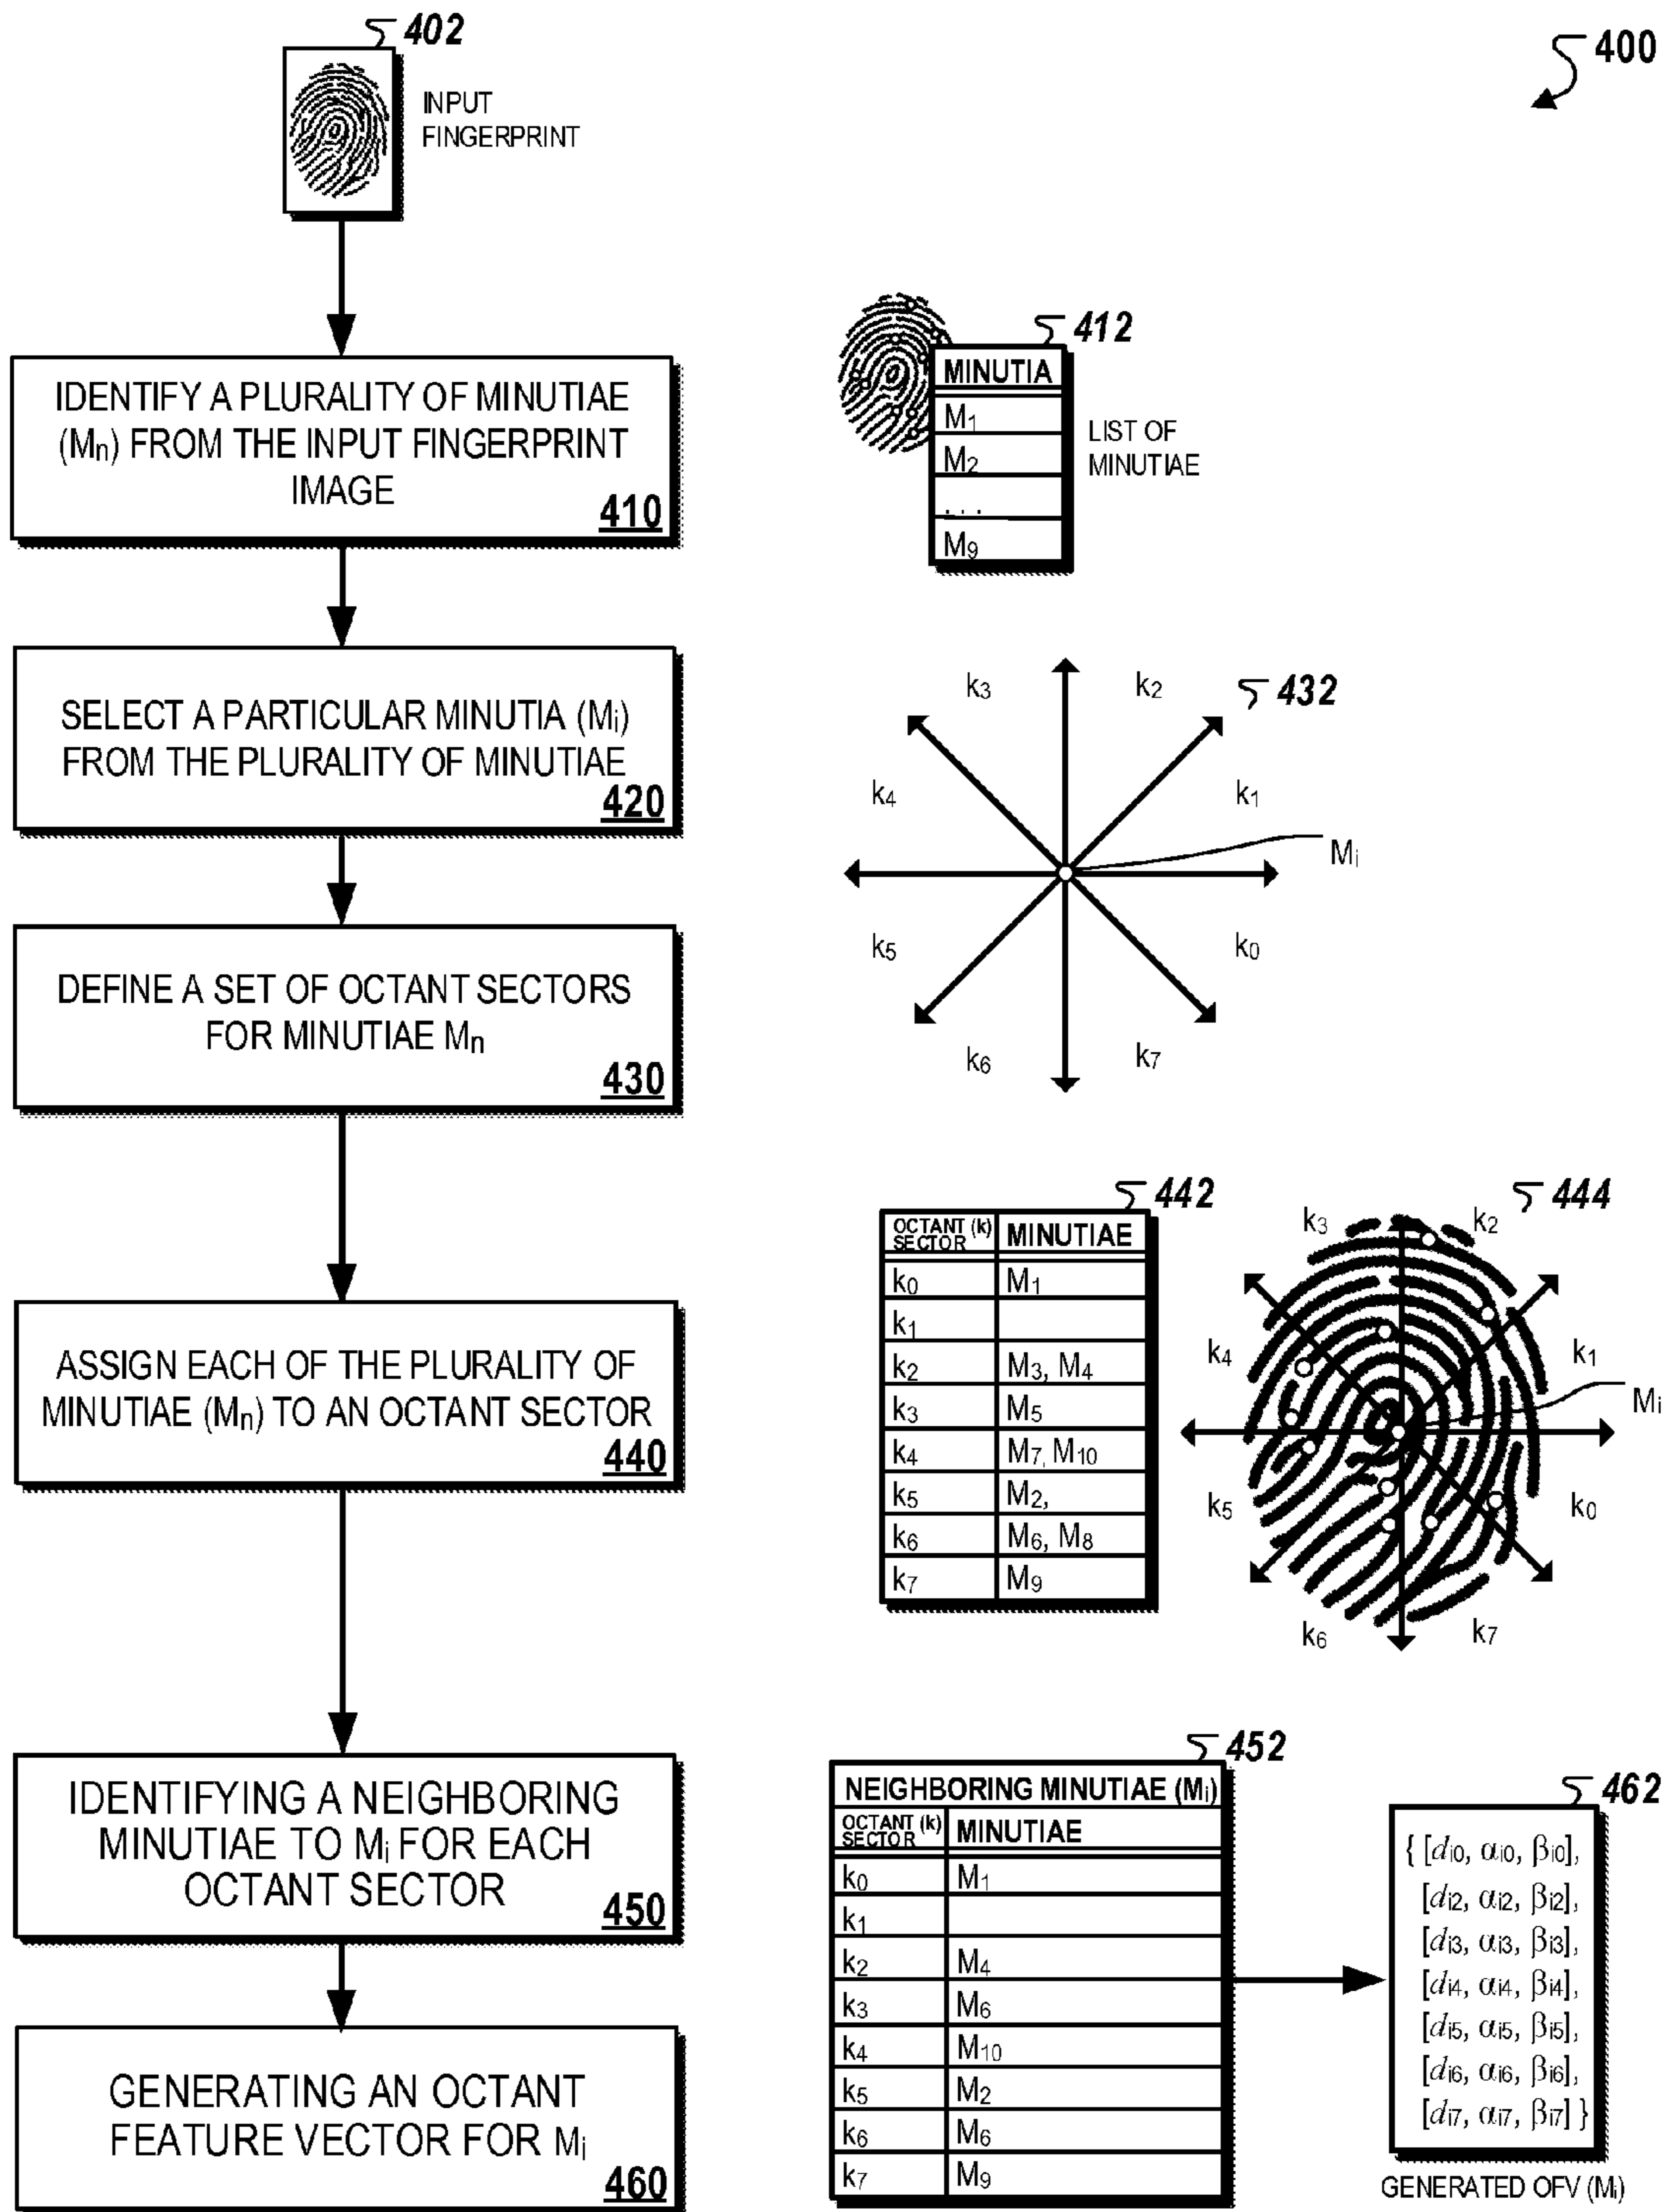 402
400
INPUT
FINGERPRINT
IDENTIFY A PLURALITY OF MINUTIAE
(Mn) FROM THE INPUT FINGERPRINT
IMAGE
410
412
MINUTIA
M1
M2
. . .
M9
LIST OF
MINUTIAE
SELECT A PARTICULAR MINUTIA (Mi)
FROM THE PLURALITY OF MINUTIAE
420
432
k3
k2
k4
k1
Mi
k5
k0
k6
k7
DEFINE A SET OF OCTANT SECTORS
FOR MINUTIAE Mn
430
ASSIGN EACH OF THE PLURALITY OF
MINUTIAE (Mn) TO AN OCTANT SECTOR
440
442
OCTANT (k) SECTOR MINUTIAE
k0 M1
k1
k2 M3, M4
k3 M5
k4 M7, M10
k5 M2,
k6 M6, M8
k7 M9
444
k3
k2
k4
k1
Mi
k5
k0
k6
k7
IDENTIFYING A NEIGHBORING
MINUTIAE TO Mi FOR EACH
OCTANT SECTOR
450
452
NEIGHBORING MINUTIAE (Mi)
OCTANT (k) SECTOR MINUTIAE
k0 M1
k1
k2 M4
k3 M6
k4 M10
k5 M2
k6 M6
k7 M9
462
{ [di0, αi0, βi0],
[di2, αi2, βi2],
[di3, αi3, βi3],
[di4, αi4, βi4],
[di5, αi5, βi5],
[di6, αi6, βi6],
[di7, αi7, βi7] }
GENERATED OFV (Mi)
GENERATING AN OCTANT
FEATURE VECTOR FOR Mi
460